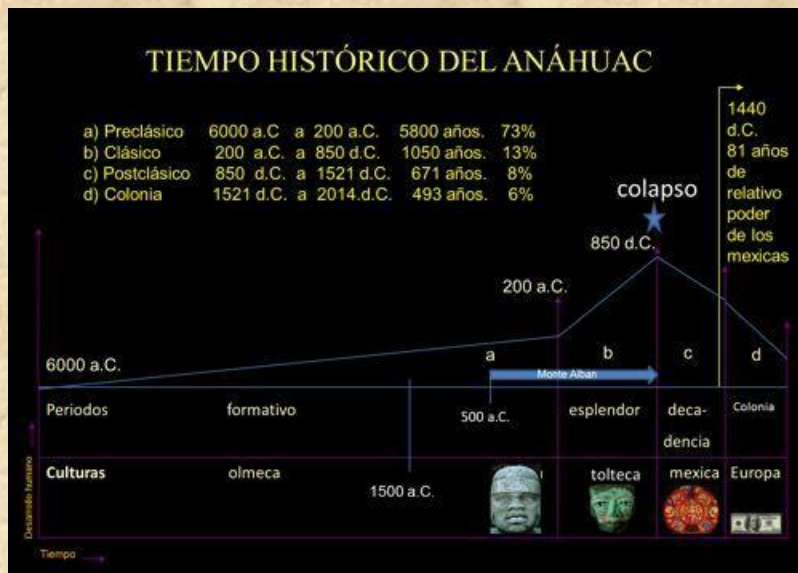 TIEMPO HISTÓRICO DEL ANÁHUAC
a) Preclásico 6000 a.C a 200 a.C. 5800 años. 73%
b) Clásico 200 a.C. a 850 d.C. 1050 años. 13%
c) Postclásico 850 d.C. a 1521 d.C. 671 años. 8%
d) Colonia 1521 d.C. a 2014.d.C. 493 años. 6%
1440
d.C.
81 años
de
relativo
poder
de los
mexicas
colapso
850 d.C.
200 a.C.
6000 a.C.
a
b
c
d
Monte Alban
Periodos formativo
500 a.C.
esplendor
deca-
dencia
Colonia
Culturas olmeca
1500 a.C.
tolteca
mexica
Europa
Desarrollo humano
Tiempo